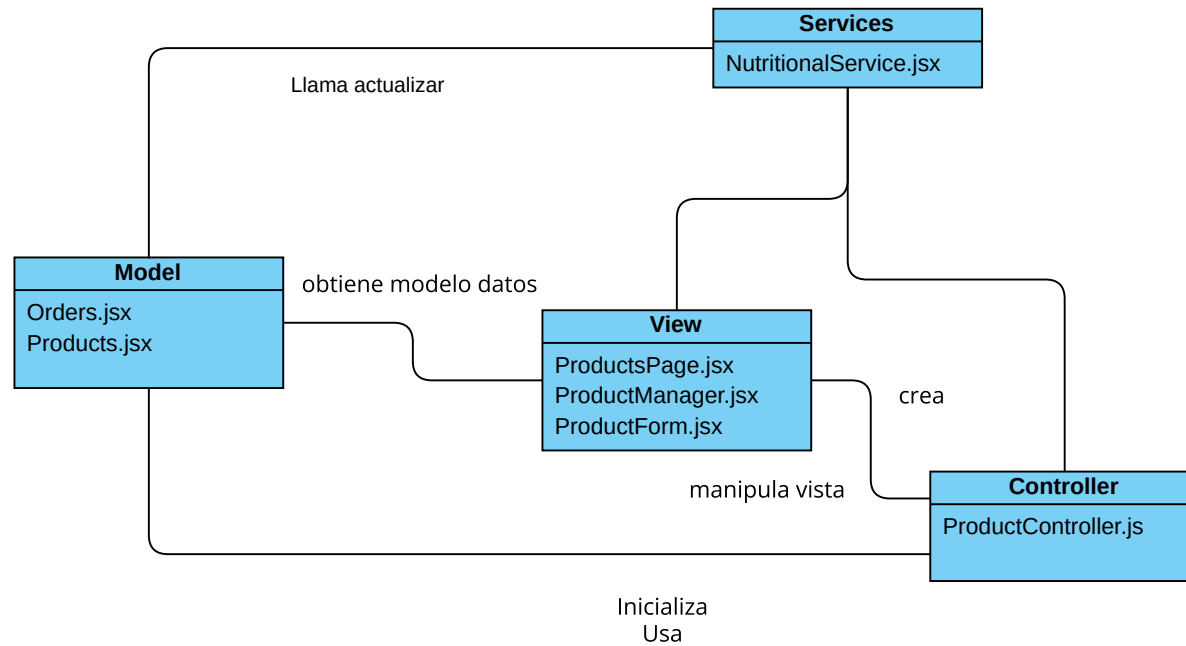 Services
NutritionalService.jsx
Llama actualizar
Model
Orders.jsx
Products.jsx
obtiene modelo datos
View
ProductsPage.jsx
ProductManager.jsx
ProductForm.jsx
crea
manipula vista
Controller
ProductController.js
Inicializa
Usa